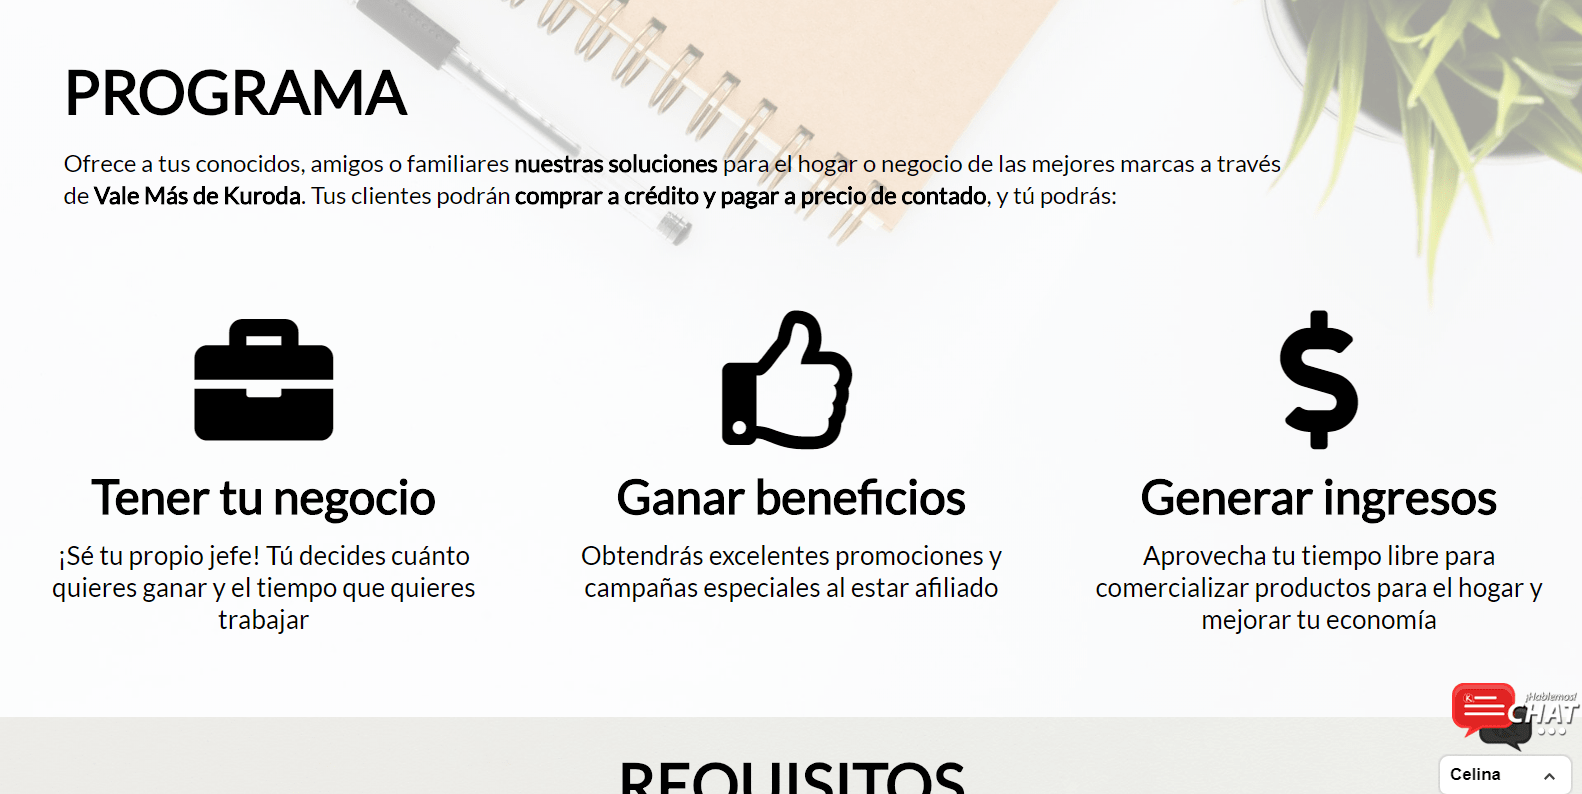 PROGRAMA
Ofrece a tus conocidos, amigos o familiares nuestras soluciones para el hogar o negocio de las mejores marcas a través
de Vale Más de Kuroda. Tus clientes podrán comprar a crédito y pagar a precio de contado, y tú podrás:
Tener tu negocio
¡Sé tu propio jefe! Tú decides cuánto
quieres ganar y el tiempo que quieres
trabajar
Ganar beneficios
Obtendrás excelentes promociones y
campañas especiales al estar afiliado
Generar ingresos
Aprovecha tu tiempo libre para
comercializar productos para el hogar y
mejorar tu economía
¡Hablemos!
CHAT
REQUISITOS
Celina